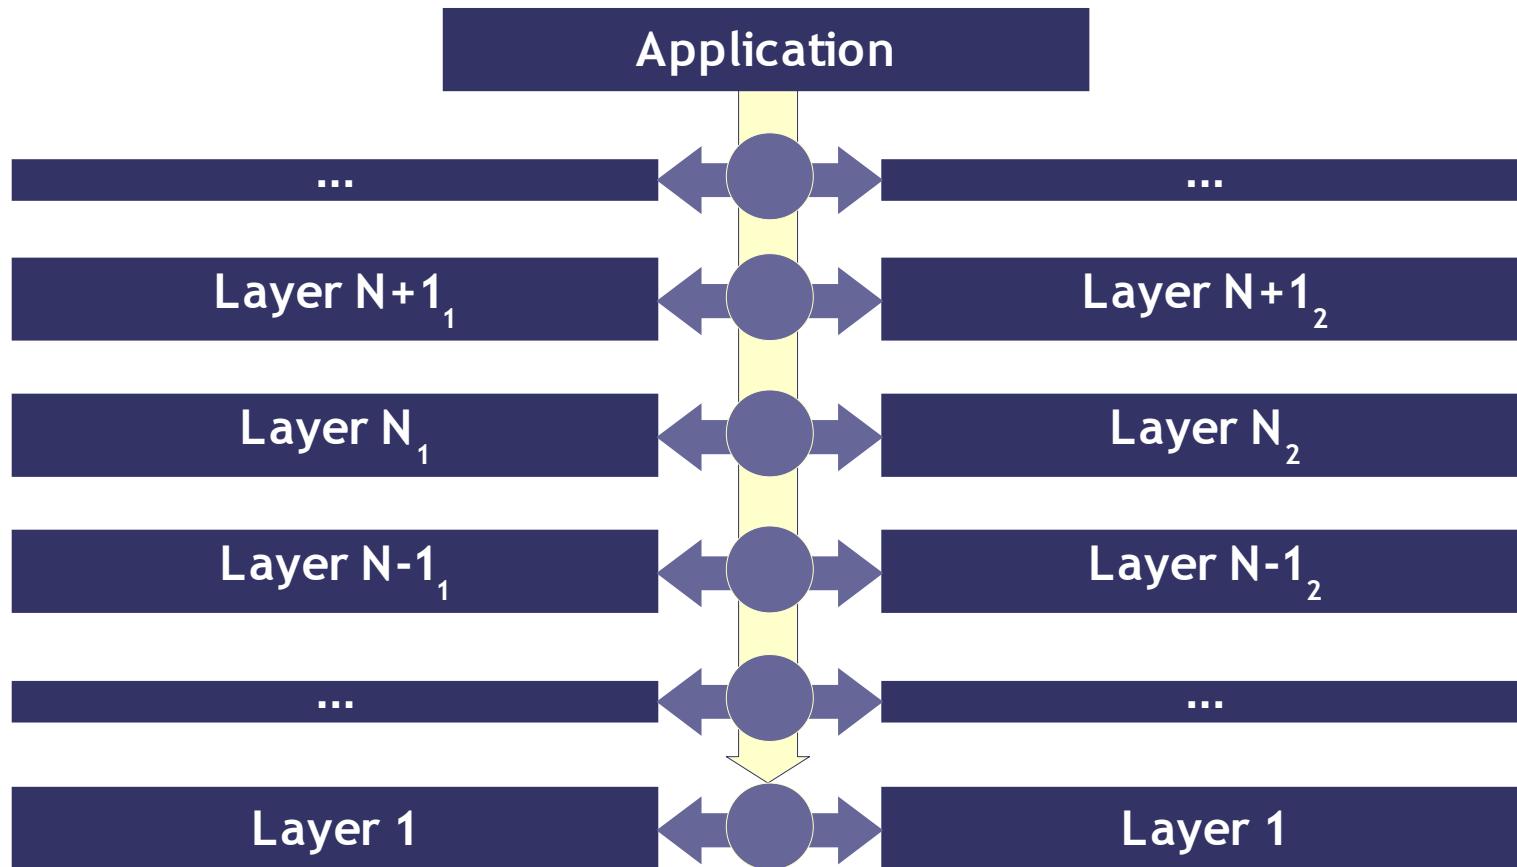 Application
... ...
Layer N+1₁ Layer N+1₂
Layer N₁ Layer N₂
Layer N-1₁ Layer N-1₂
... ...
Layer 1 Layer 1